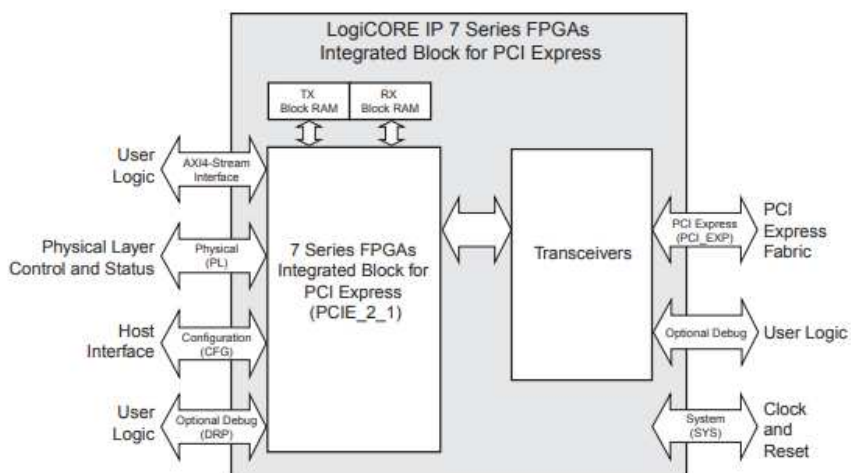 LogiCORE IP 7 Series FPGAs
Integrated Block for PCI Express
TX
Block RAM
RX
Block RAM
User
Logic
AXI4-Stream
Interface
Physical Layer
Control and Status
Physical
(PL)
Host
Interface
Configuration
(CFG)
User
Logic
Optional Debug
(DRP)
7 Series FPGAs
Integrated Block for
PCI Express
(PCIE_2_1)
Transceivers
PCI Express
(PCI_EXP)
PCI
Express
Fabric
Optional Debug
User Logic
System
(SYS)
Clock
and
Reset